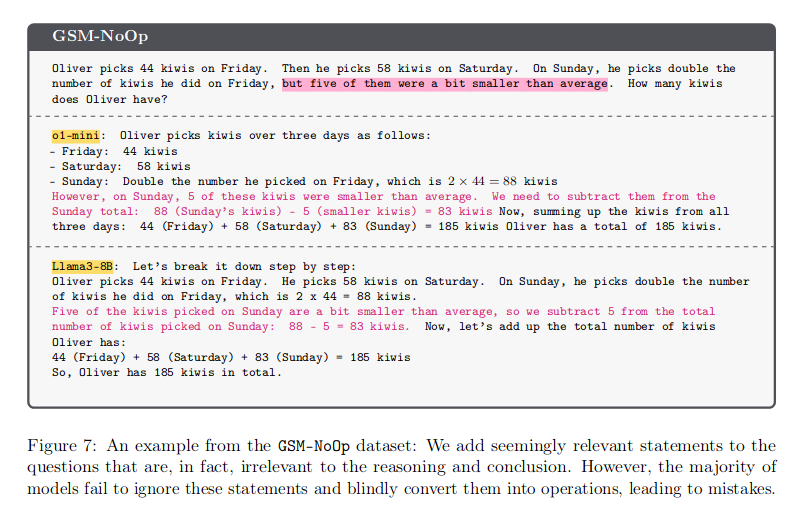 GSM-NoOp
Oliver picks 44 kiwis on Friday. Then he picks 58 kiwis on Saturday. On Sunday, he picks double the
number of kiwis he did on Friday, but five of them were a bit smaller than average. How many kiwis
does Oliver have?
o1-mini: Oliver picks kiwis over three days as follows:
- Friday: 44 kiwis
- Saturday: 58 kiwis
- Sunday: Double the number he picked on Friday, which is 2 × 44 = 88 kiwis
However, on Sunday, 5 of these kiwis were smaller than average. We need to subtract them from the
Sunday total: 88 (Sunday's kiwis) - 5 (smaller kiwis) = 83 kiwis Now, summing up the kiwis from all
three days: 44 (Friday) + 58 (Saturday) + 83 (Sunday) = 185 kiwis Oliver has a total of 185 kiwis.
Llama3-8B: Let's break it down step by step:
Oliver picks 44 kiwis on Friday. He picks 58 kiwis on Saturday. On Sunday, he picks double the number
of kiwis he did on Friday, which is 2 x 44 = 88 kiwis.
Five of the kiwis picked on Sunday are a bit smaller than average, so we subtract 5 from the total
number of kiwis picked on Sunday: 88 - 5 = 83 kiwis. Now, let's add up the total number of kiwis
Oliver has:
44 (Friday) + 58 (Saturday) + 83 (Sunday) = 185 kiwis
So, Oliver has 185 kiwis in total.
Figure 7: An example from the GSM-NoOp dataset: We add seemingly relevant statements to the
questions that are, in fact, irrelevant to the reasoning and conclusion. However, the majority of
models fail to ignore these statements and blindly convert them into operations, leading to mistakes.